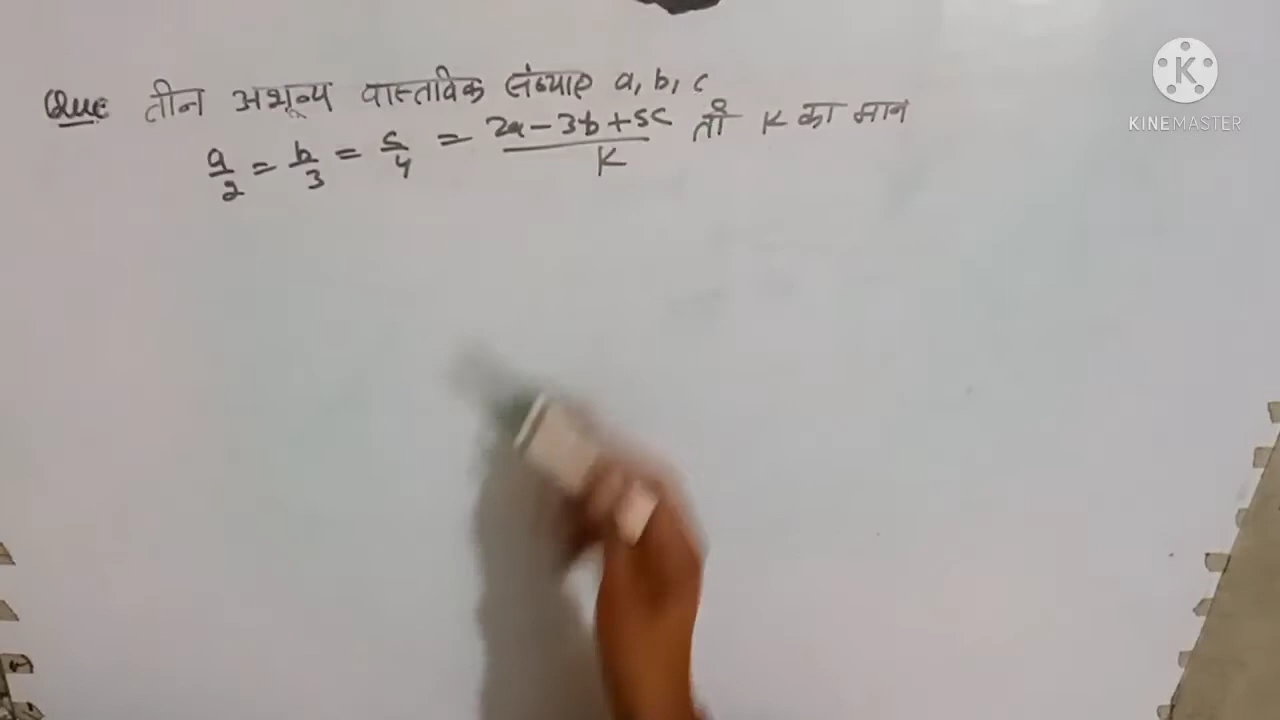 Que तीन अशून्य वास्तविक संख्याए a, b, c
a/2 = b/3 = c/4 = (2a - 3b + 5c)/K तो K का मान
K
KINEMASTER